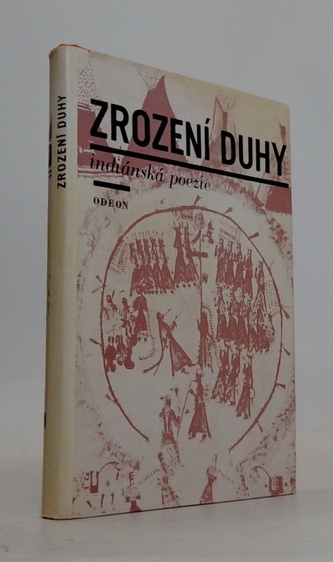 ZROZENÍ DUHY
ZROZENÍ DUHY
indiánská poezie
ODEON